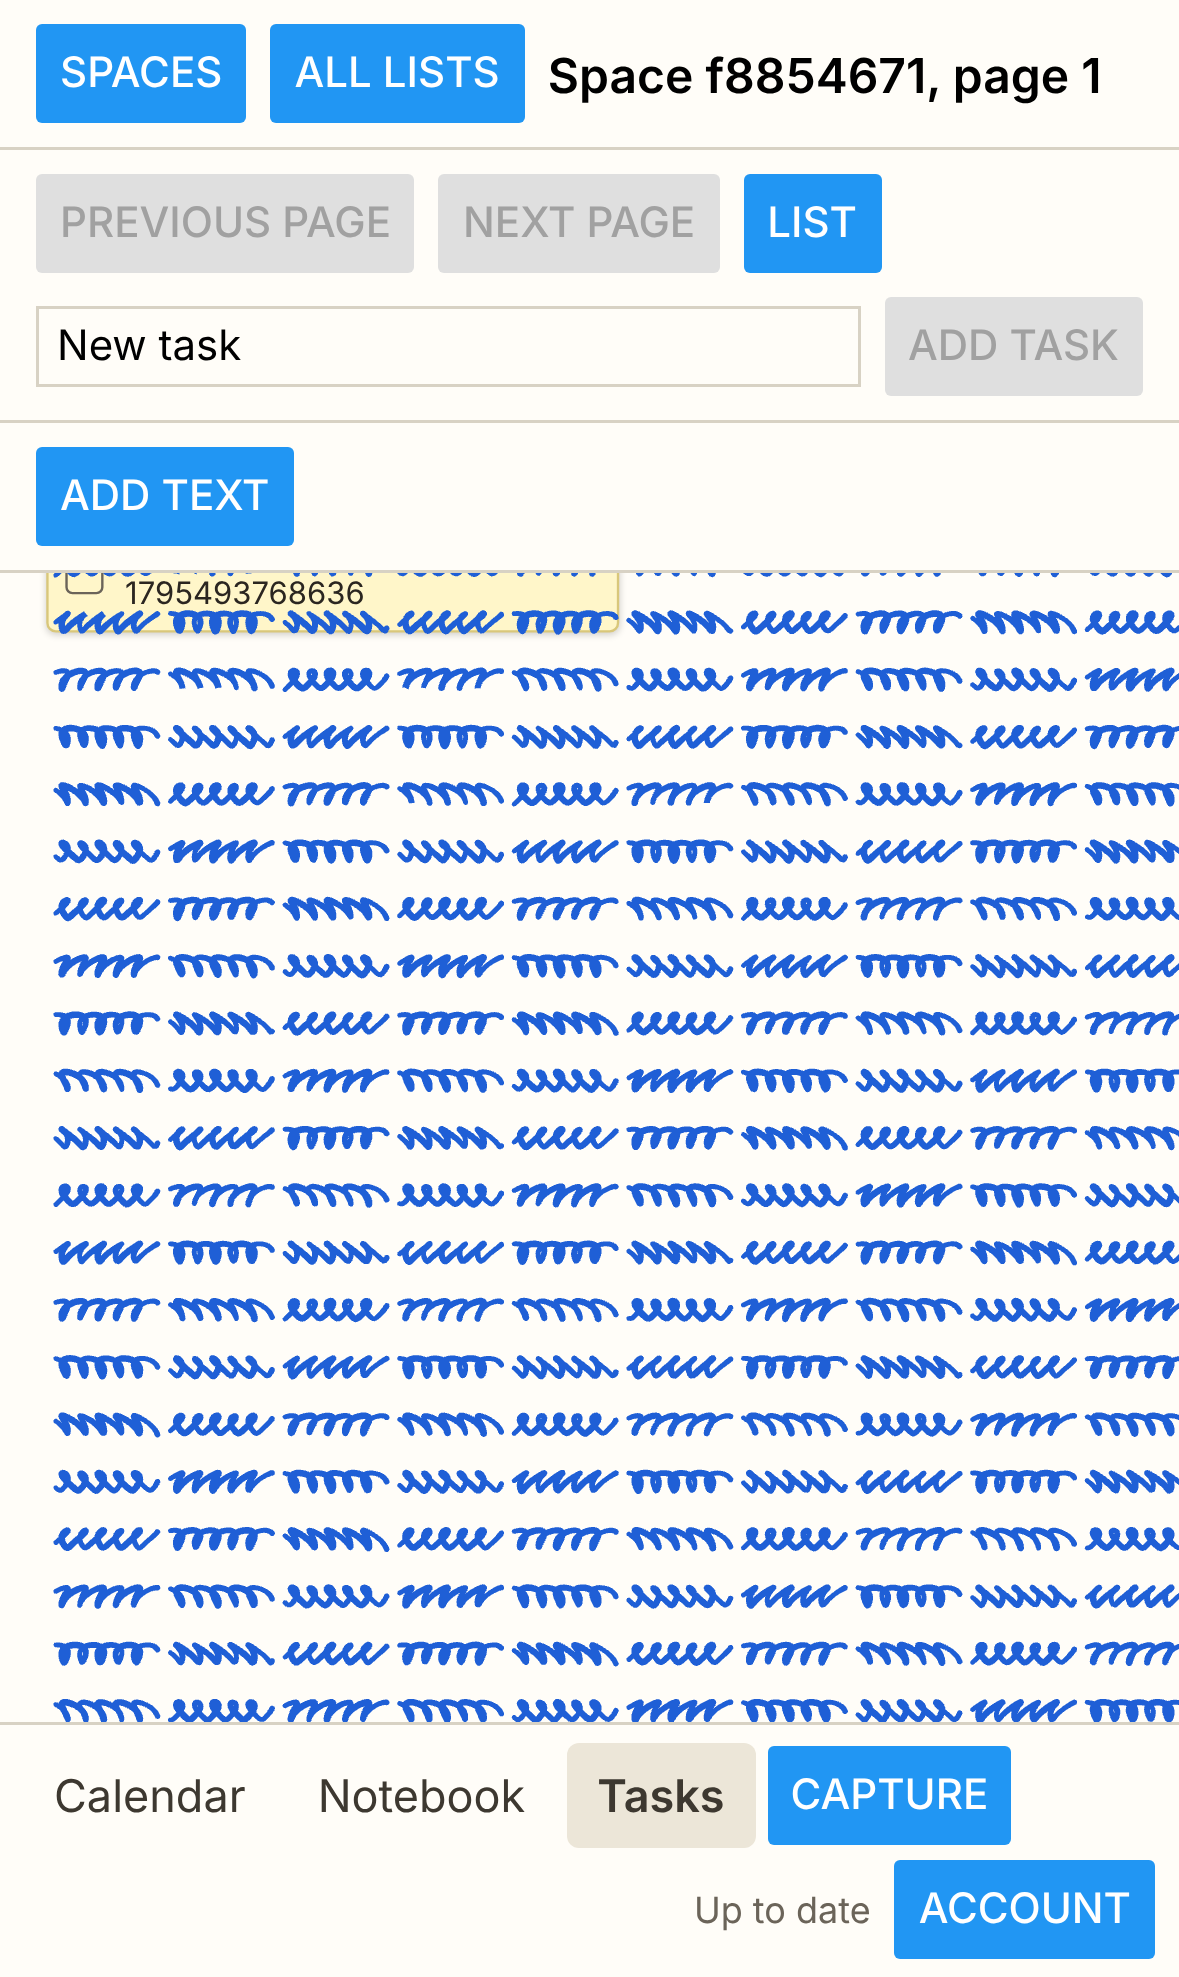 SPACES ALL LISTS Space f8854671, page 1
PREVIOUS PAGE NEXT PAGE LIST
New task ADD TASK
ADD TEXT
1795493768636
Calendar Notebook Tasks CAPTURE
Up to date ACCOUNT